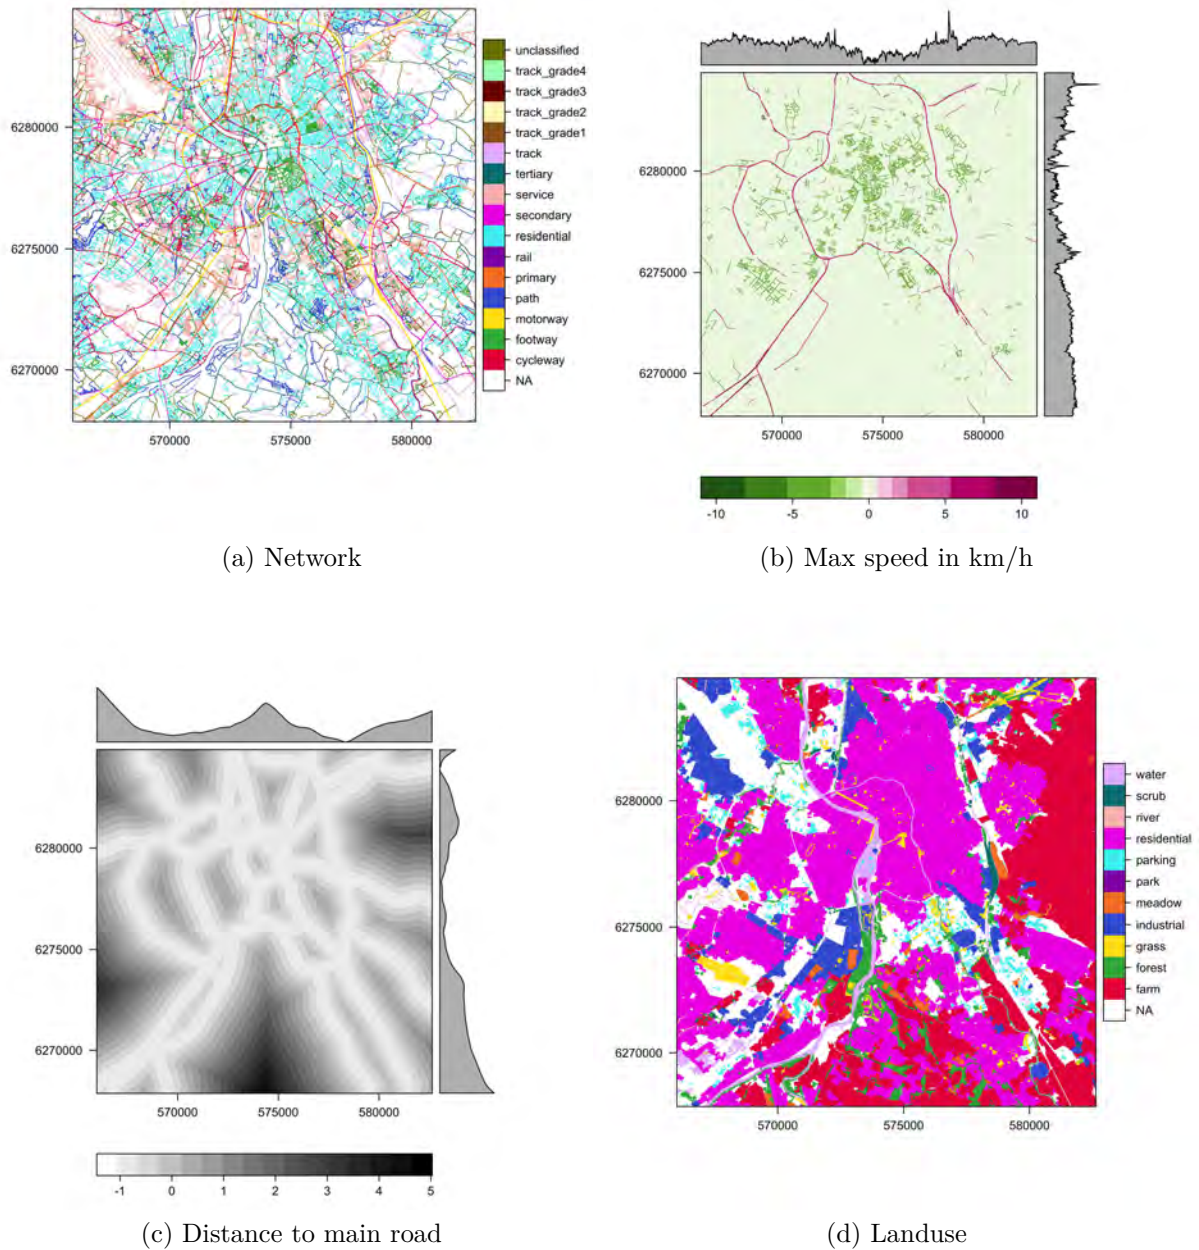 unclassified
track_grade4
track_grade3
track_grade2
track_grade1
track
tertiary
service
secondary
residential
rail
primary
path
motorway
footway
cycleway
NA
6280000
6275000
6270000
570000 575000 580000
(a) Network
6280000
6275000
6270000
570000 575000 580000
-10 -5 0 5 10
(b) Max speed in km/h
6280000
6275000
6270000
570000 575000 580000
-1 0 1 2 3 4 5
(c) Distance to main road
water
scrub
river
residential
parking
park
meadow
industrial
grass
forest
farm
NA
6280000
6275000
6270000
570000 575000 580000
(d) Landuse